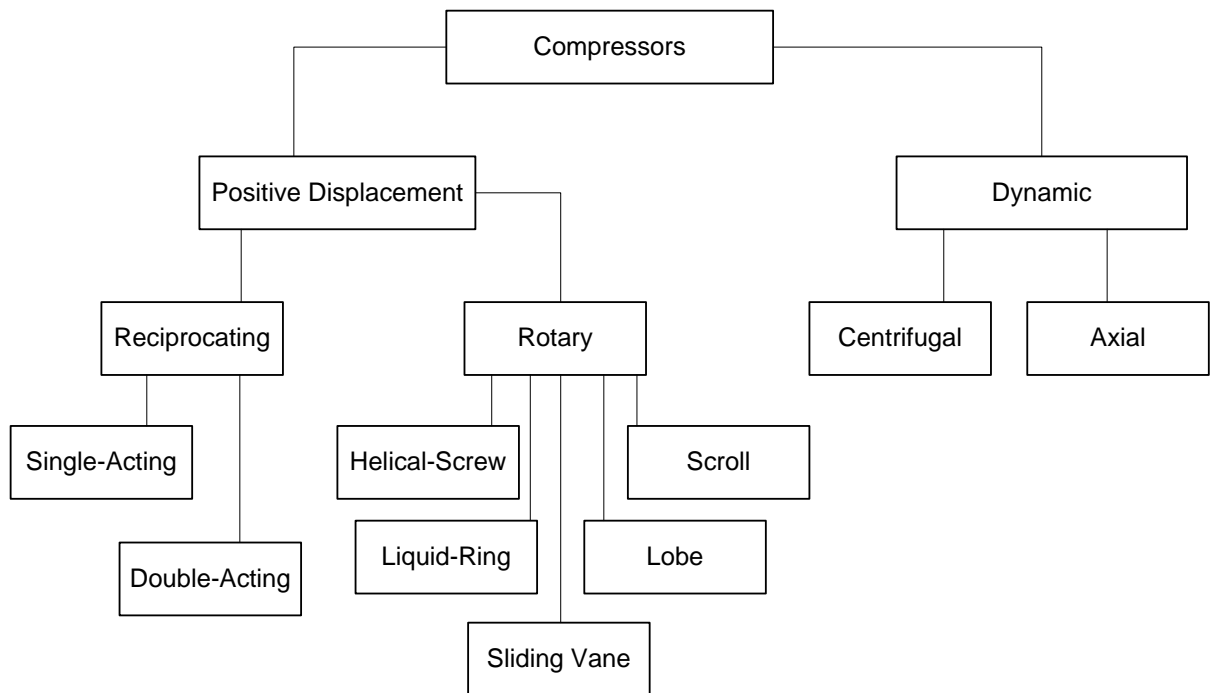 Compressors
Positive Displacement
Dynamic
Reciprocating
Rotary
Centrifugal
Axial
Single-Acting
Helical-Screw
Scroll
Liquid-Ring
Lobe
Double-Acting
Sliding Vane